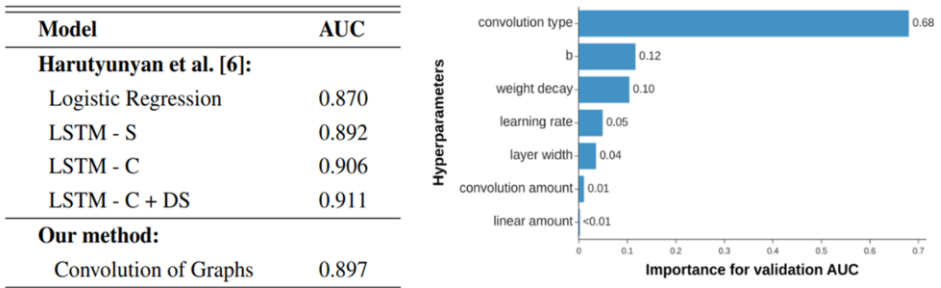 Model AUC
Harutyunyan et al. [6]:
Logistic Regression 0.870
LSTM - S 0.892
LSTM - C 0.906
LSTM - C + DS 0.911
Our method:
Convolution of Graphs 0.897
Hyperparameters
convolution type 0.68
b 0.12
weight decay 0.10
learning rate 0.05
layer width 0.04
convolution amount 0.01
linear amount <0.01
0 0.1 0.2 0.3 0.4 0.5 0.6 0.7
Importance for validation AUC